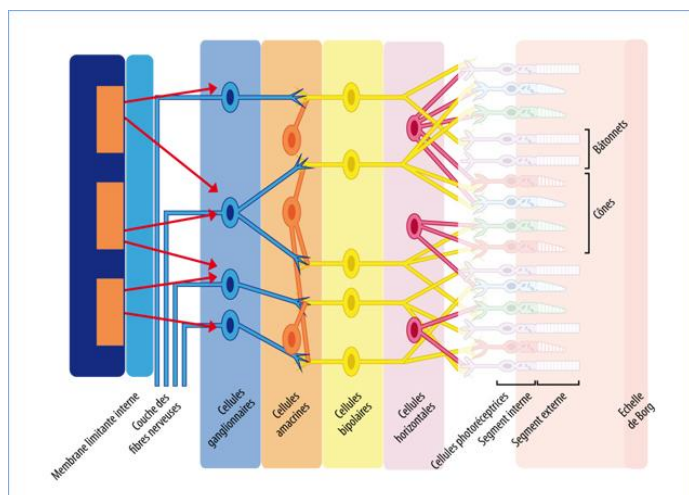 Bâtonnets
Cônes
Membrane limitante interne
Couche des
fibres nerveuses
Cellules
ganglionnaires
Cellules
amacrines
Cellules
bipolaires
Cellules
horizontales
Cellules photoréceptrices
Segment interne
Segment externe
Echelle
de Borg